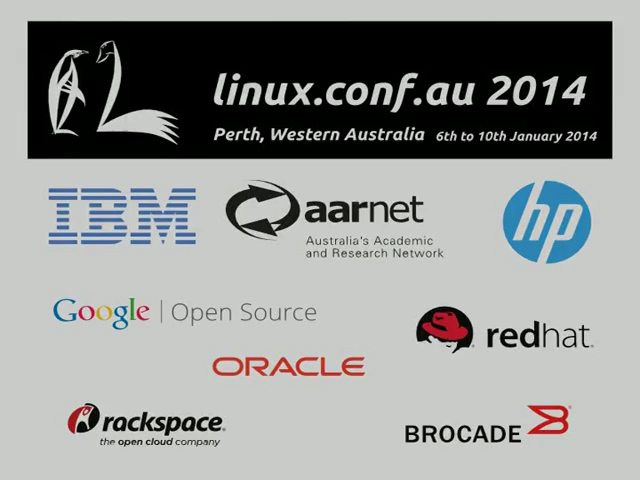 linux.conf.au 2014
Perth, Western Australia 6th to 10th January 2014
IBM
aarnet
Australia's Academic
and Research Network
hp
Google | Open Source
redhat.
ORACLE
rackspace
the open cloud company
BROCADE